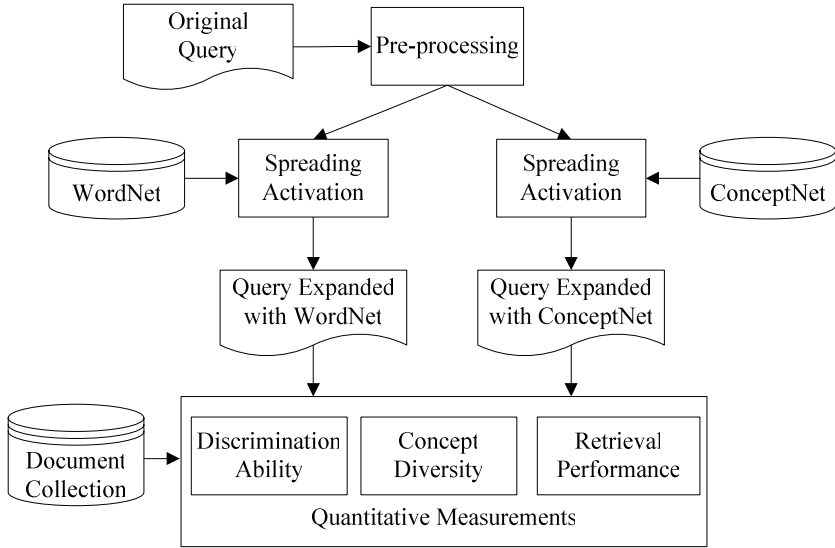 Original
Query
Pre-processing
WordNet
Spreading
Activation
Spreading
Activation
ConceptNet
Query Expanded
with WordNet
Query Expanded
with ConceptNet
Document
Collection
Discrimination
Ability
Concept
Diversity
Retrieval
Performance
Quantitative Measurements